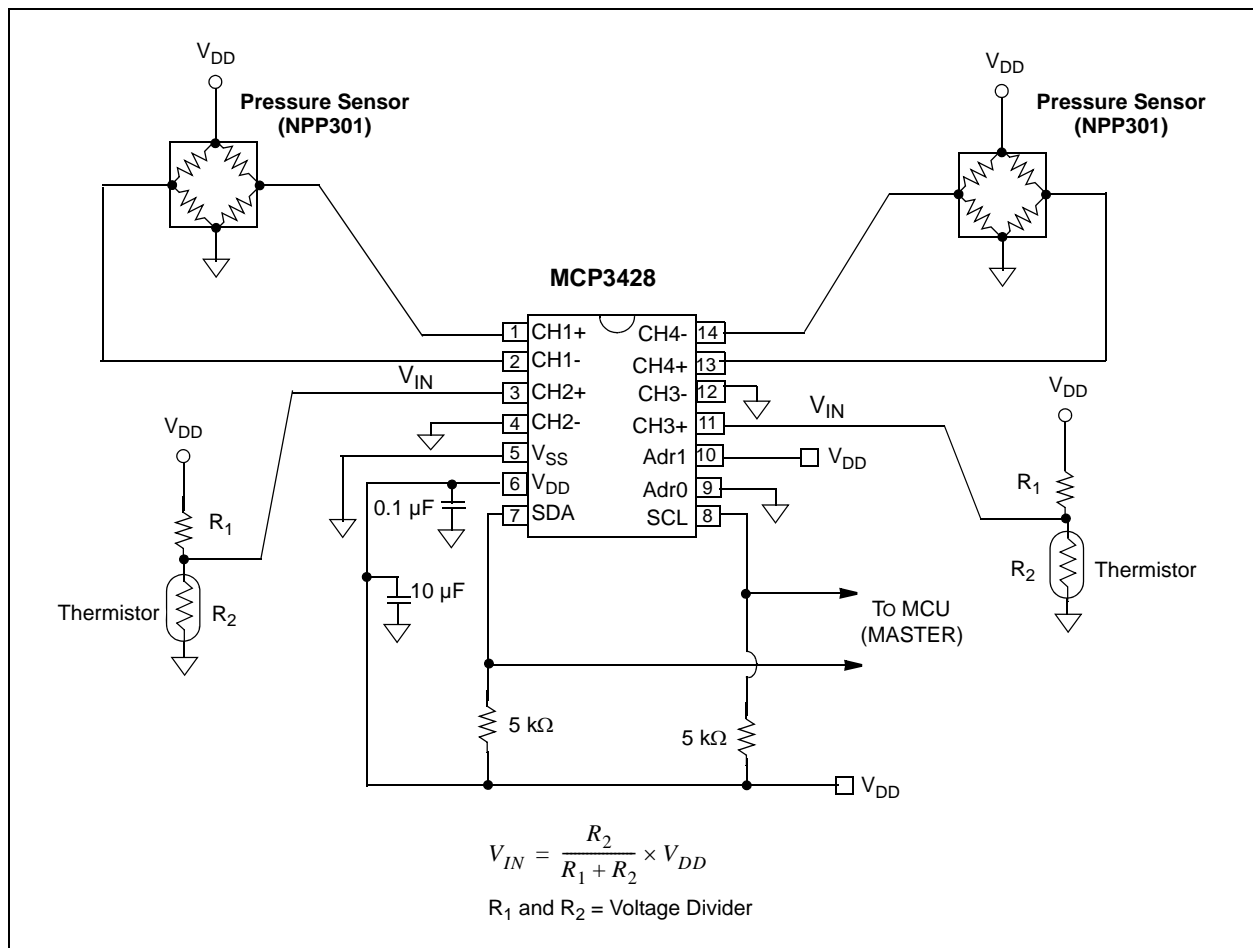 V_DD
Pressure Sensor
(NPP301)
V_DD
Pressure Sensor
(NPP301)
MCP3428
1 CH1+ CH4- 14
2 CH1- CH4+ 13
3 CH2+ CH3- 12
4 CH2- CH3+ 11
5 V_SS Adr1 10
6 V_DD Adr0 9
7 SDA SCL 8
V_IN
V_IN
V_DD
V_DD
V_DD
R_1
R_2
Thermistor
R_1
R_2
Thermistor
0.1 µF
10 µF
TO MCU
(MASTER)
5 kΩ
5 kΩ
V_DD
V_IN = R_2 / (R_1 + R_2) × V_DD
R_1 and R_2 = Voltage Divider